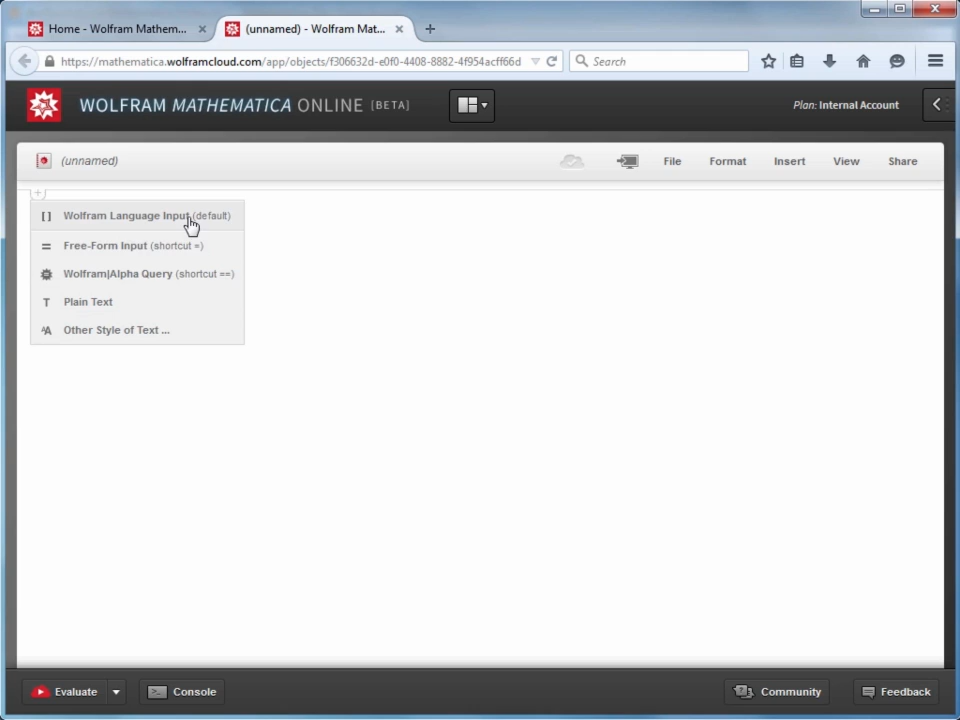 Home - Wolfram Mathem...
(unnamed) - Wolfram Mat...
https://mathematica.wolframcloud.com/app/objects/f306632d-e0f0-4408-8882-4f954acff66d
Search
WOLFRAM MATHEMATICA ONLINE [BETA]
Plan: Internal Account
(unnamed)
File Format Insert View Share
[ ] Wolfram Language Input (default)
= Free-Form Input (shortcut =)
Wolfram|Alpha Query (shortcut ==)
T Plain Text
AA Other Style of Text ...
Evaluate
>_ Console
Community
Feedback